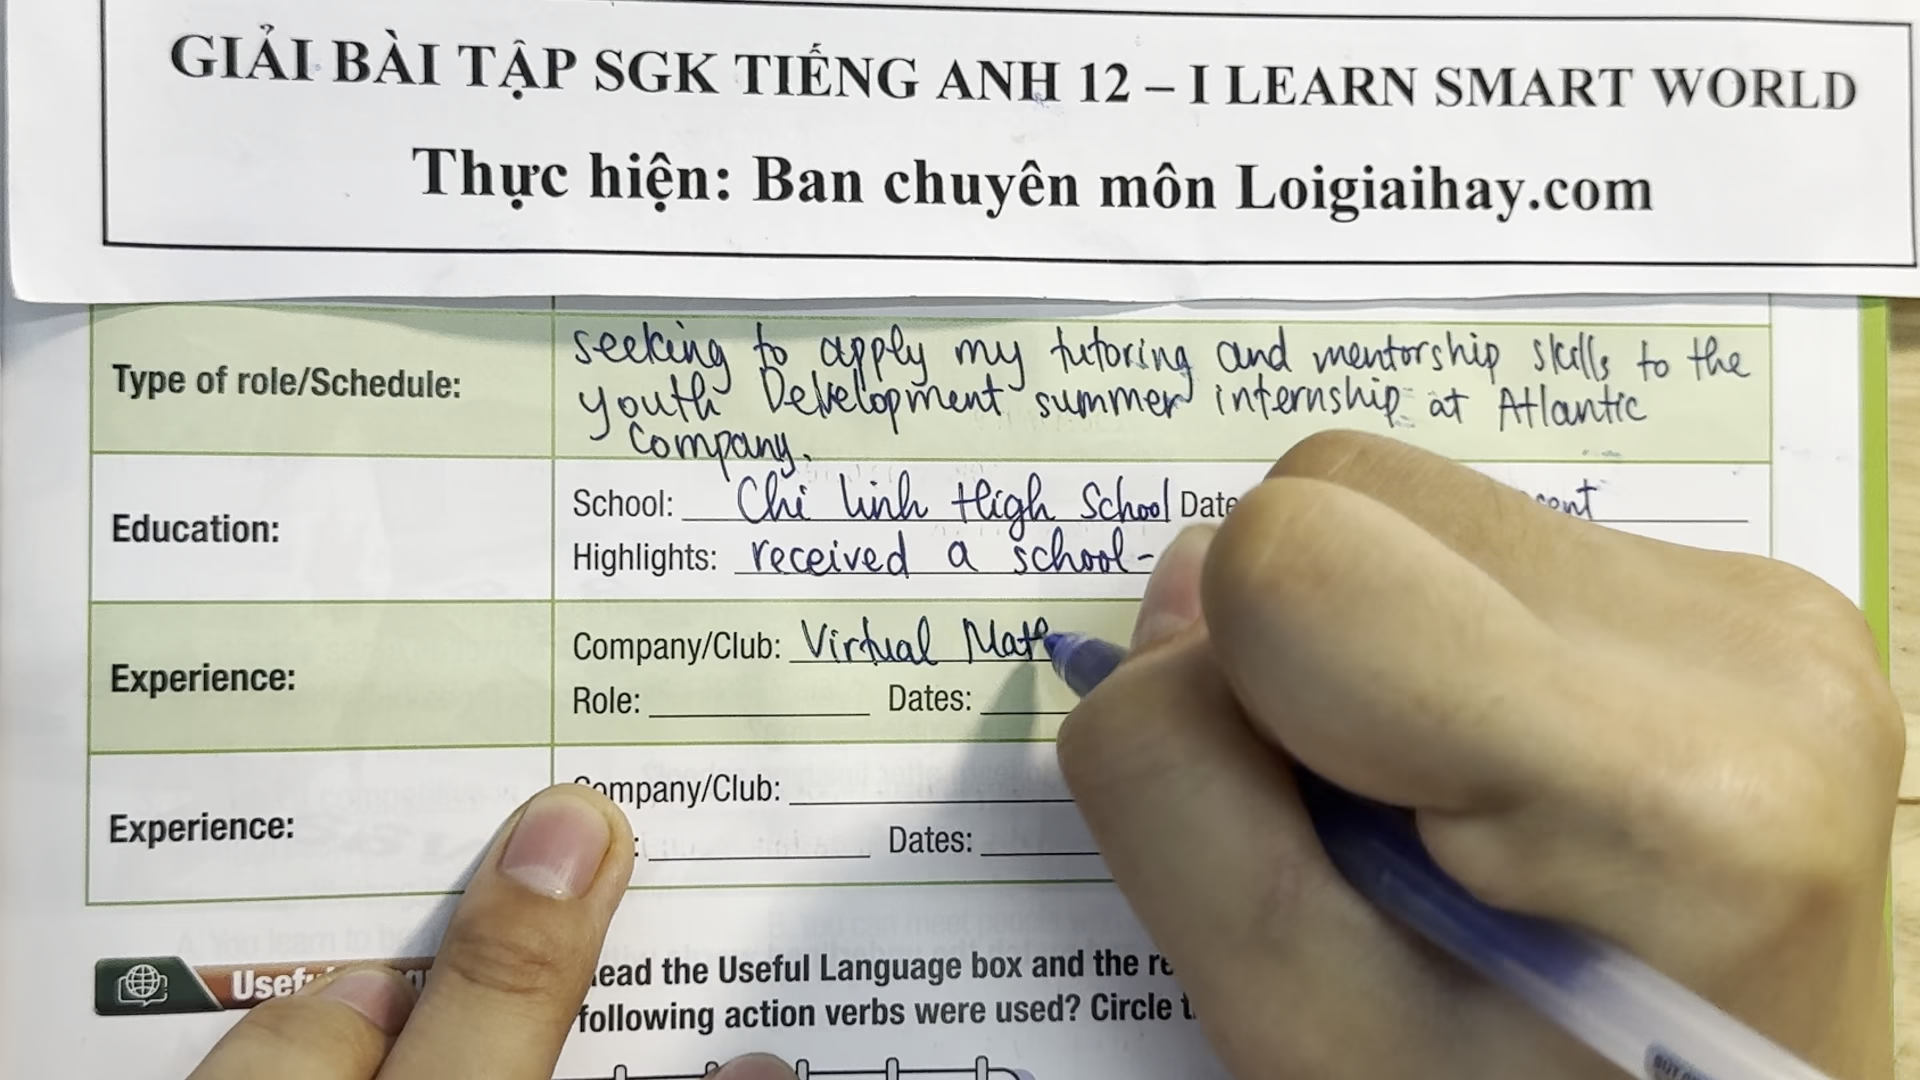 GIẢI BÀI TẬP SGK TIẾNG ANH 12 – I LEARN SMART WORLD
Thực hiện: Ban chuyên môn Loigiaihay.com
Type of role/Schedule:
seeking to apply my tutoring and mentorship skills to the
youth Development summer internship at Atlantic
company.
Education:
School: Chi Linh High School Date
Highlights: received a school-
Experience:
Company/Club: Virtual Math
Role: Dates:
Experience:
Company/Club:
Dates:
Read the Useful Language box and the
following action verbs were used? Circle